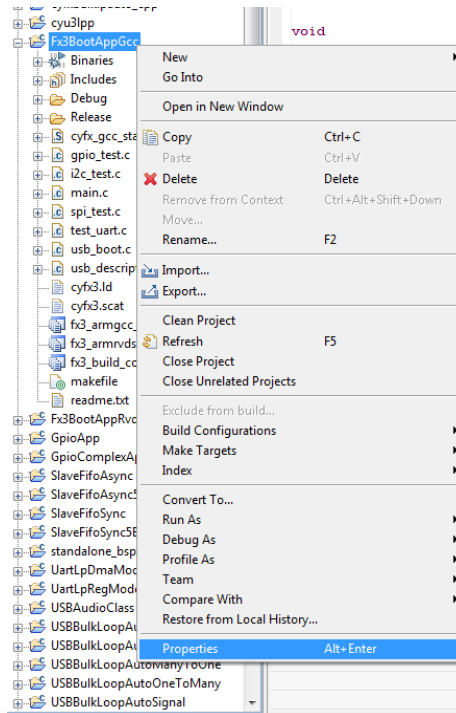 cyu3lpp
void
Fx3BootAppGcc
Binaries
Includes
Debug
Release
cyfx_gcc_sta
gpio_test.c
i2c_test.c
main.c
spi_test.c
test_uart.c
usb_boot.c
usb_descrip
cyfx3.ld
cyfx3.scat
fx3_armgcc_
fx3_armrvds
fx3_build_co
makefile
readme.txt
Fx3BootAppRvd
GpioApp
GpioComplexAp
SlaveFifoAsync
SlaveFifoAsync5
SlaveFifoSync
SlaveFifoSync5B
standalone_bsp
UartLpDmaMod
UartLpRegMode
USBAudioClass
USBBulkLoopAu
USBBulkLoopAu
USBBulkLoopAutoManyToOne
USBBulkLoopAutoOneToMany
USBBulkLoopAutoSignal
New
Go Into
Open in New Window
Copy Ctrl+C
Paste Ctrl+V
Delete Delete
Remove from Context Ctrl+Alt+Shift+Down
Move...
Rename... F2
Import...
Export...
Clean Project
Refresh F5
Close Project
Close Unrelated Projects
Exclude from build...
Build Configurations
Make Targets
Index
Convert To...
Run As
Debug As
Profile As
Team
Compare With
Restore from Local History...
Properties Alt+Enter